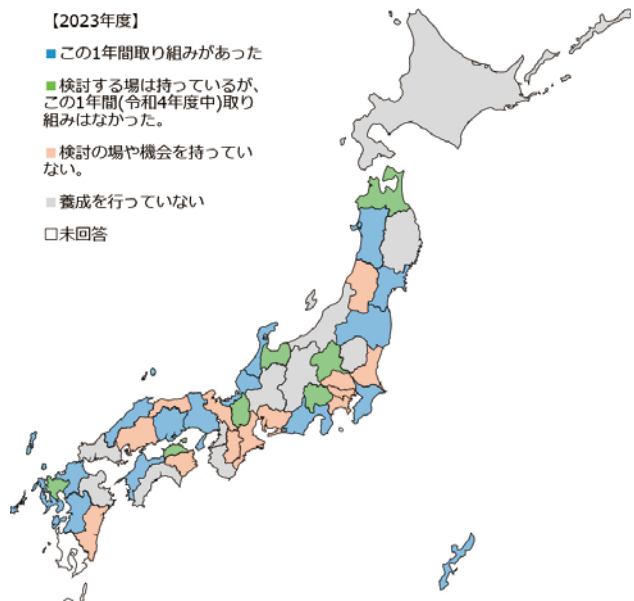 【2023年度】
■この1年間取り組みがあった
■検討する場は持っているが、
この1年間(令和4年度中)取り
組みはなかった。
■検討の場や機会を持ってい
ない。
■養成を行っていない
□未回答